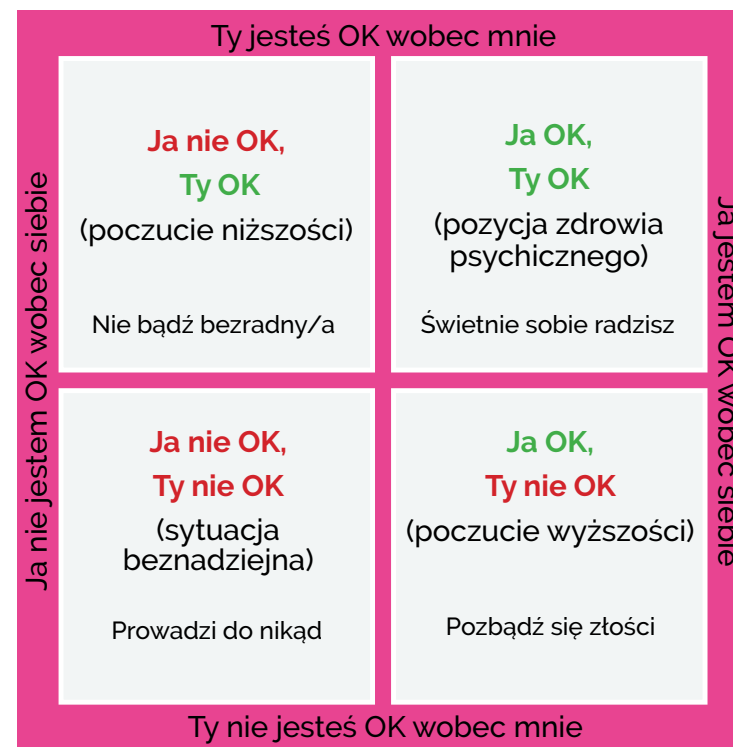 Ty jesteś OK wobec mnie
Ja nie jestem OK wobec siebie
Ja nie OK,
Ty OK
(poczucie niższości)
Nie bądź bezradny/a
Ja OK,
Ty OK
(pozycja zdrowia
psychicznego)
Świetnie sobie radzisz
Ja jestem OK wobec siebie
Ja nie OK,
Ty nie OK
(sytuacja
beznadziejna)
Prowadzi do nikąd
Ja OK,
Ty nie OK
(poczucie wyższości)
Pozbądź się złości
Ty nie jesteś OK wobec mnie